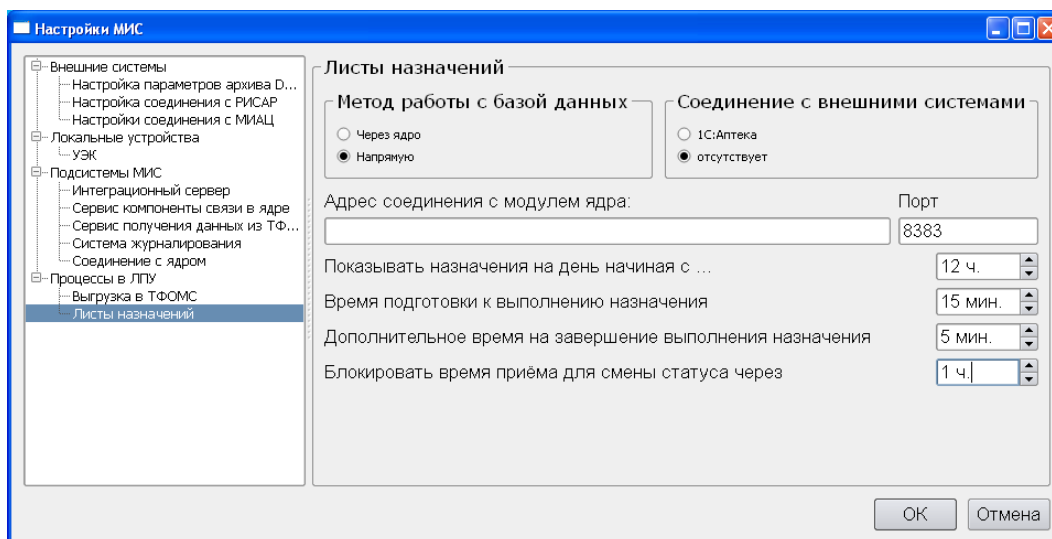 Настройки МИС
Внешние системы
Настройка параметров архива D...
Настройка соединения с РИСАР
Настройки соединения с МИАЦ
Локальные устройства
УЭК
Подсистемы МИС
Интеграционный сервер
Сервис компоненты связи в ядре
Сервис получения данных из ТФ...
Система журналирования
Соединение с ядром
Процессы в ЛПУ
Выгрузка в ТФОМС
Листы назначений
Листы назначений
Метод работы с базой данных
Через ядро
Напрямую
Соединение с внешними системами
1С:Аптека
отсутствует
Адрес соединения с модулем ядра:
Порт
8383
Показывать назначения на день начиная с ...
12 ч.
Время подготовки к выполнению назначения
15 мин.
Дополнительное время на завершение выполнения назначения
5 мин.
Блокировать время приёма для смены статуса через
1 ч.
ОК
Отмена